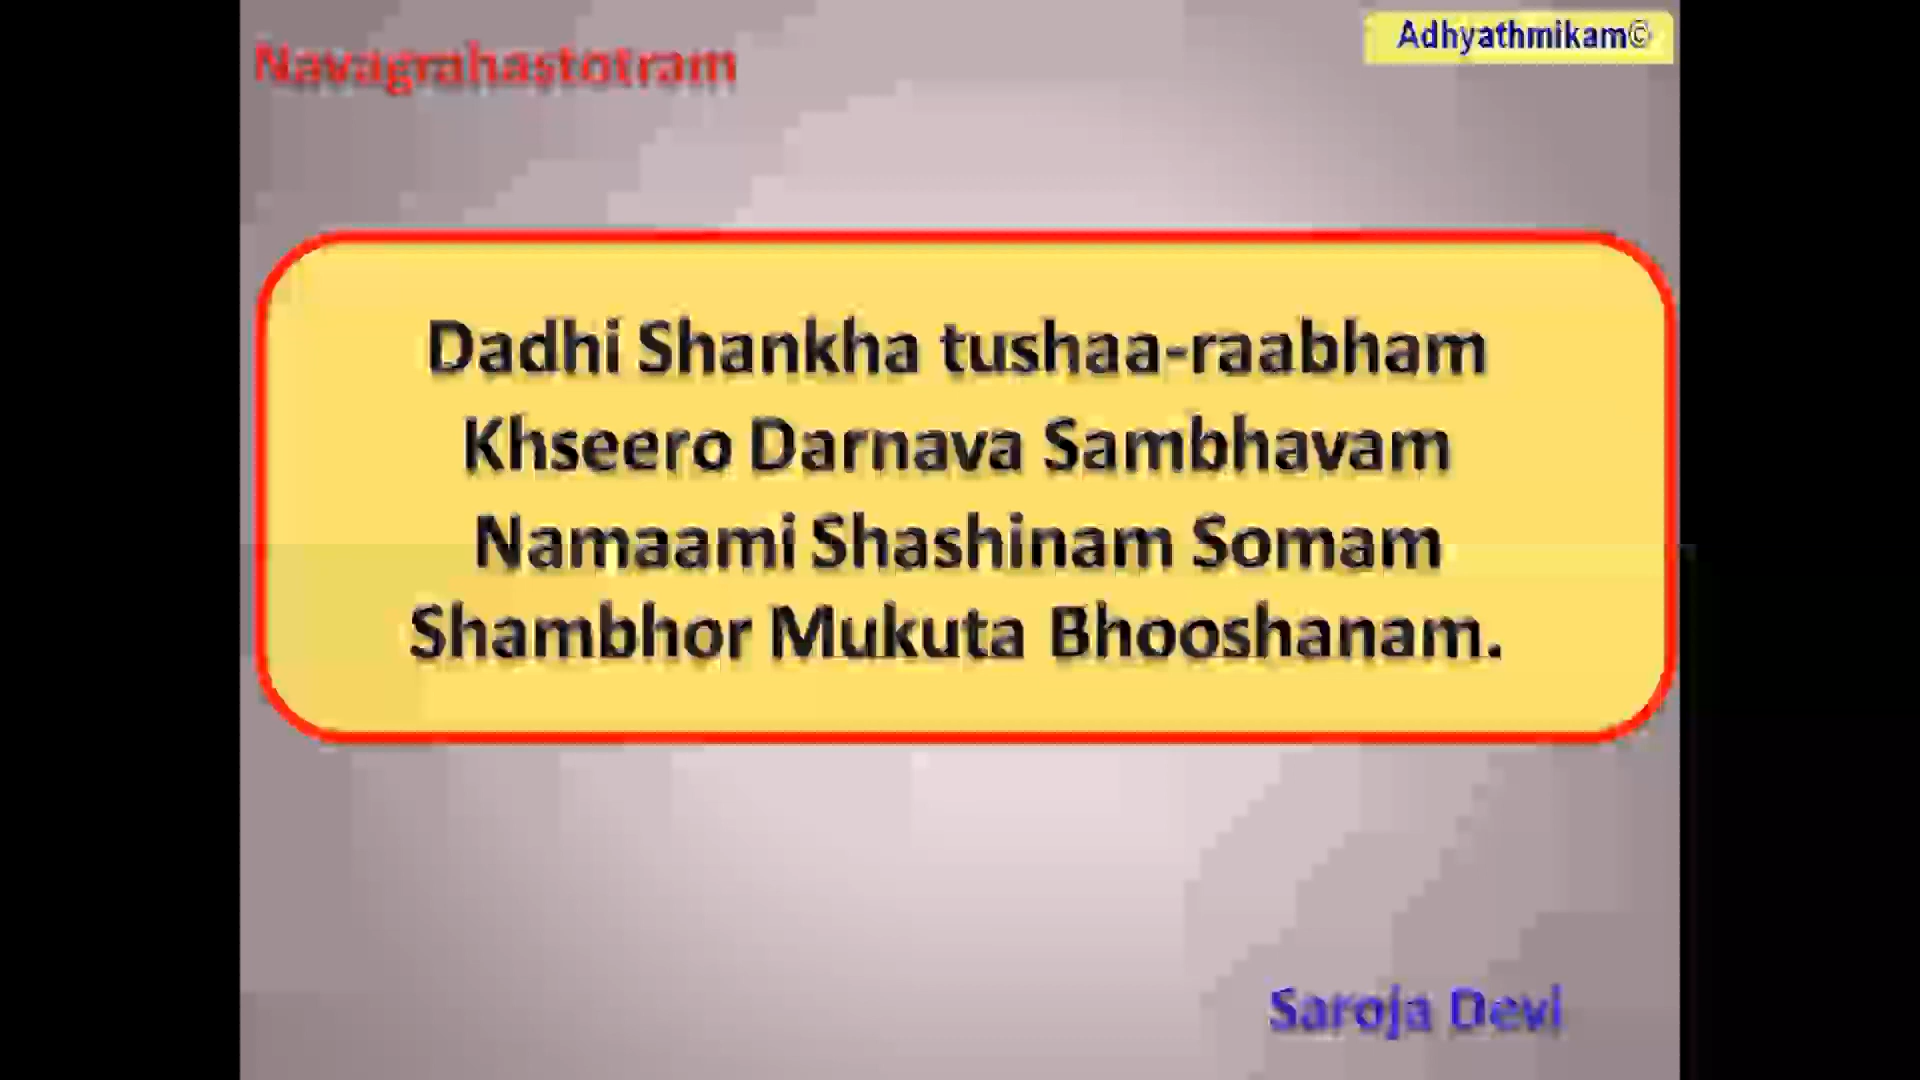 Navagrahastotram
Adhyathmikam©
Dadhi Shankha tushaa-raabham
Khseero Darnava Sambhavam
Namaami Shashinam Somam
Shambhor Mukuta Bhooshanam.
Saroja Devi